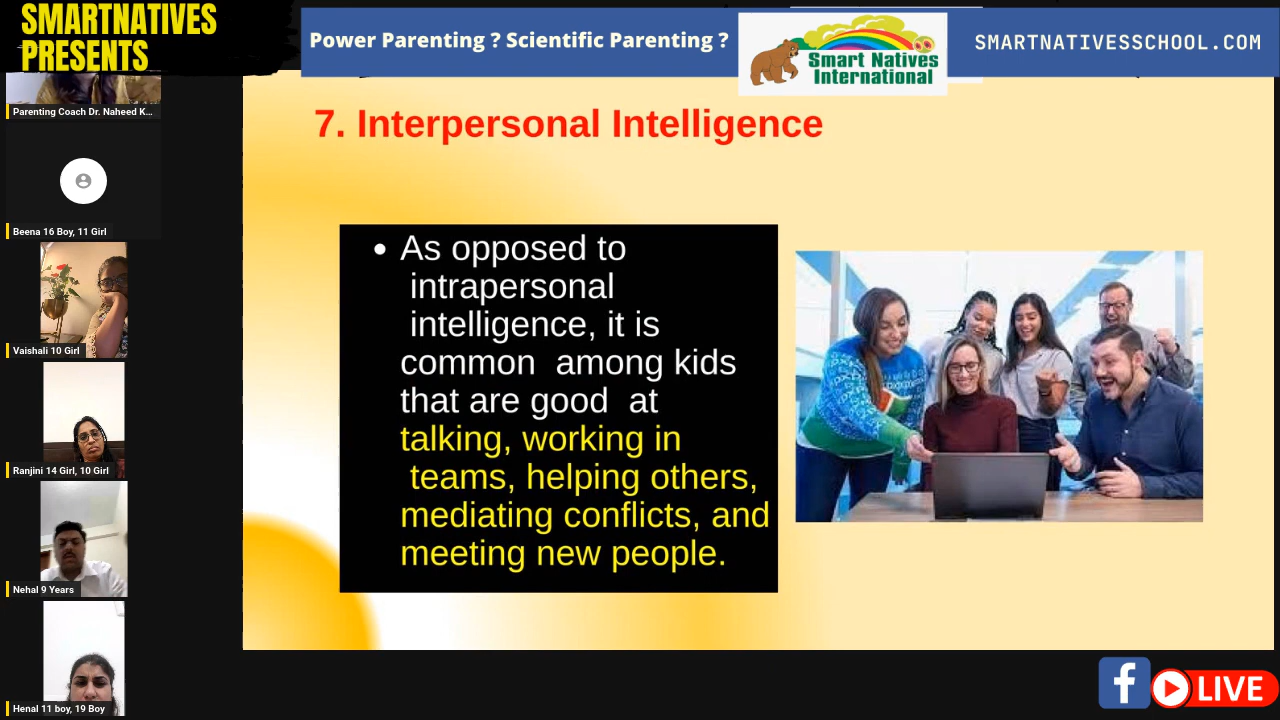 SMARTNATIVES
PRESENTS
Power Parenting ? Scientific Parenting ?
Smart Natives
International
SMARTNATIVESSCHOOL.COM
Parenting Coach Dr. Naheed K...
Beena 16 Boy, 11 Girl
Vaishali 10 Girl
Ranjini 14 Girl, 10 Girl
Nehal 9 Years
Henal 11 boy, 19 Boy
7. Interpersonal Intelligence
• As opposed to
intrapersonal
intelligence, it is
common among kids
that are good at
talking, working in
teams, helping others,
mediating conflicts, and
meeting new people.
f
LIVE